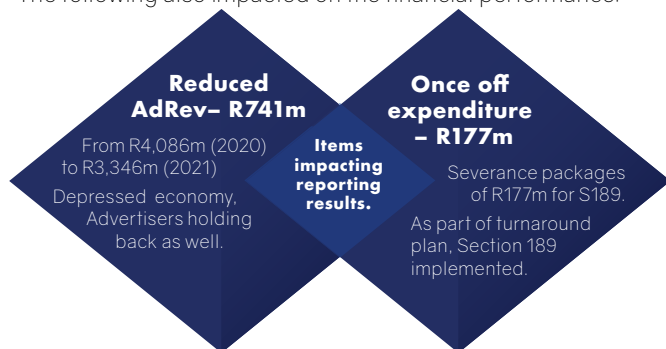 The following also impacted on the financial performance:
Reduced
AdRev– R741m
From R4,086m (2020)
to R3,346m (2021)
Depressed economy,
Advertisers holding
back as well.
Items
impacting
reporting
results.
Once off
expenditure
– R177m
Severance packages
of R177m for S189.
As part of turnaround
plan, Section 189
implemented.